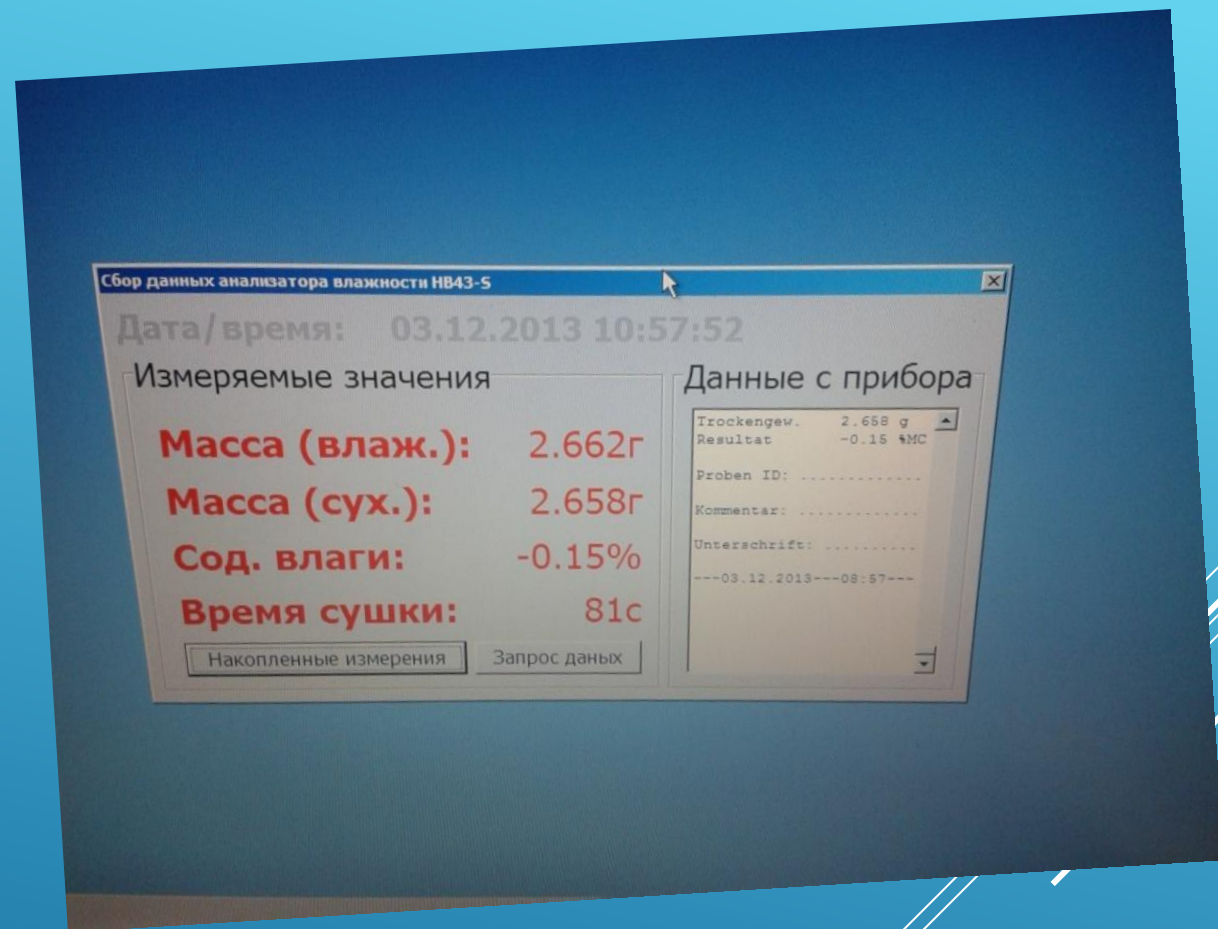 Сбор данных анализатора влажности HB43-S
Дата/время: 03.12.2013 10:57:52
Измеряемые значения
Масса (влаж.): 2.662г
Масса (сух.): 2.658г
Сод. влаги: -0.15%
Время сушки: 81с
Накопленные измерения
Запрос даных
Данные с прибора
Trockengew. 2.658 g
Resultat -0.15 %MC
Proben ID: .............
Kommentar: .............
Unterschrift: ..........
---03.12.2013---08:57---